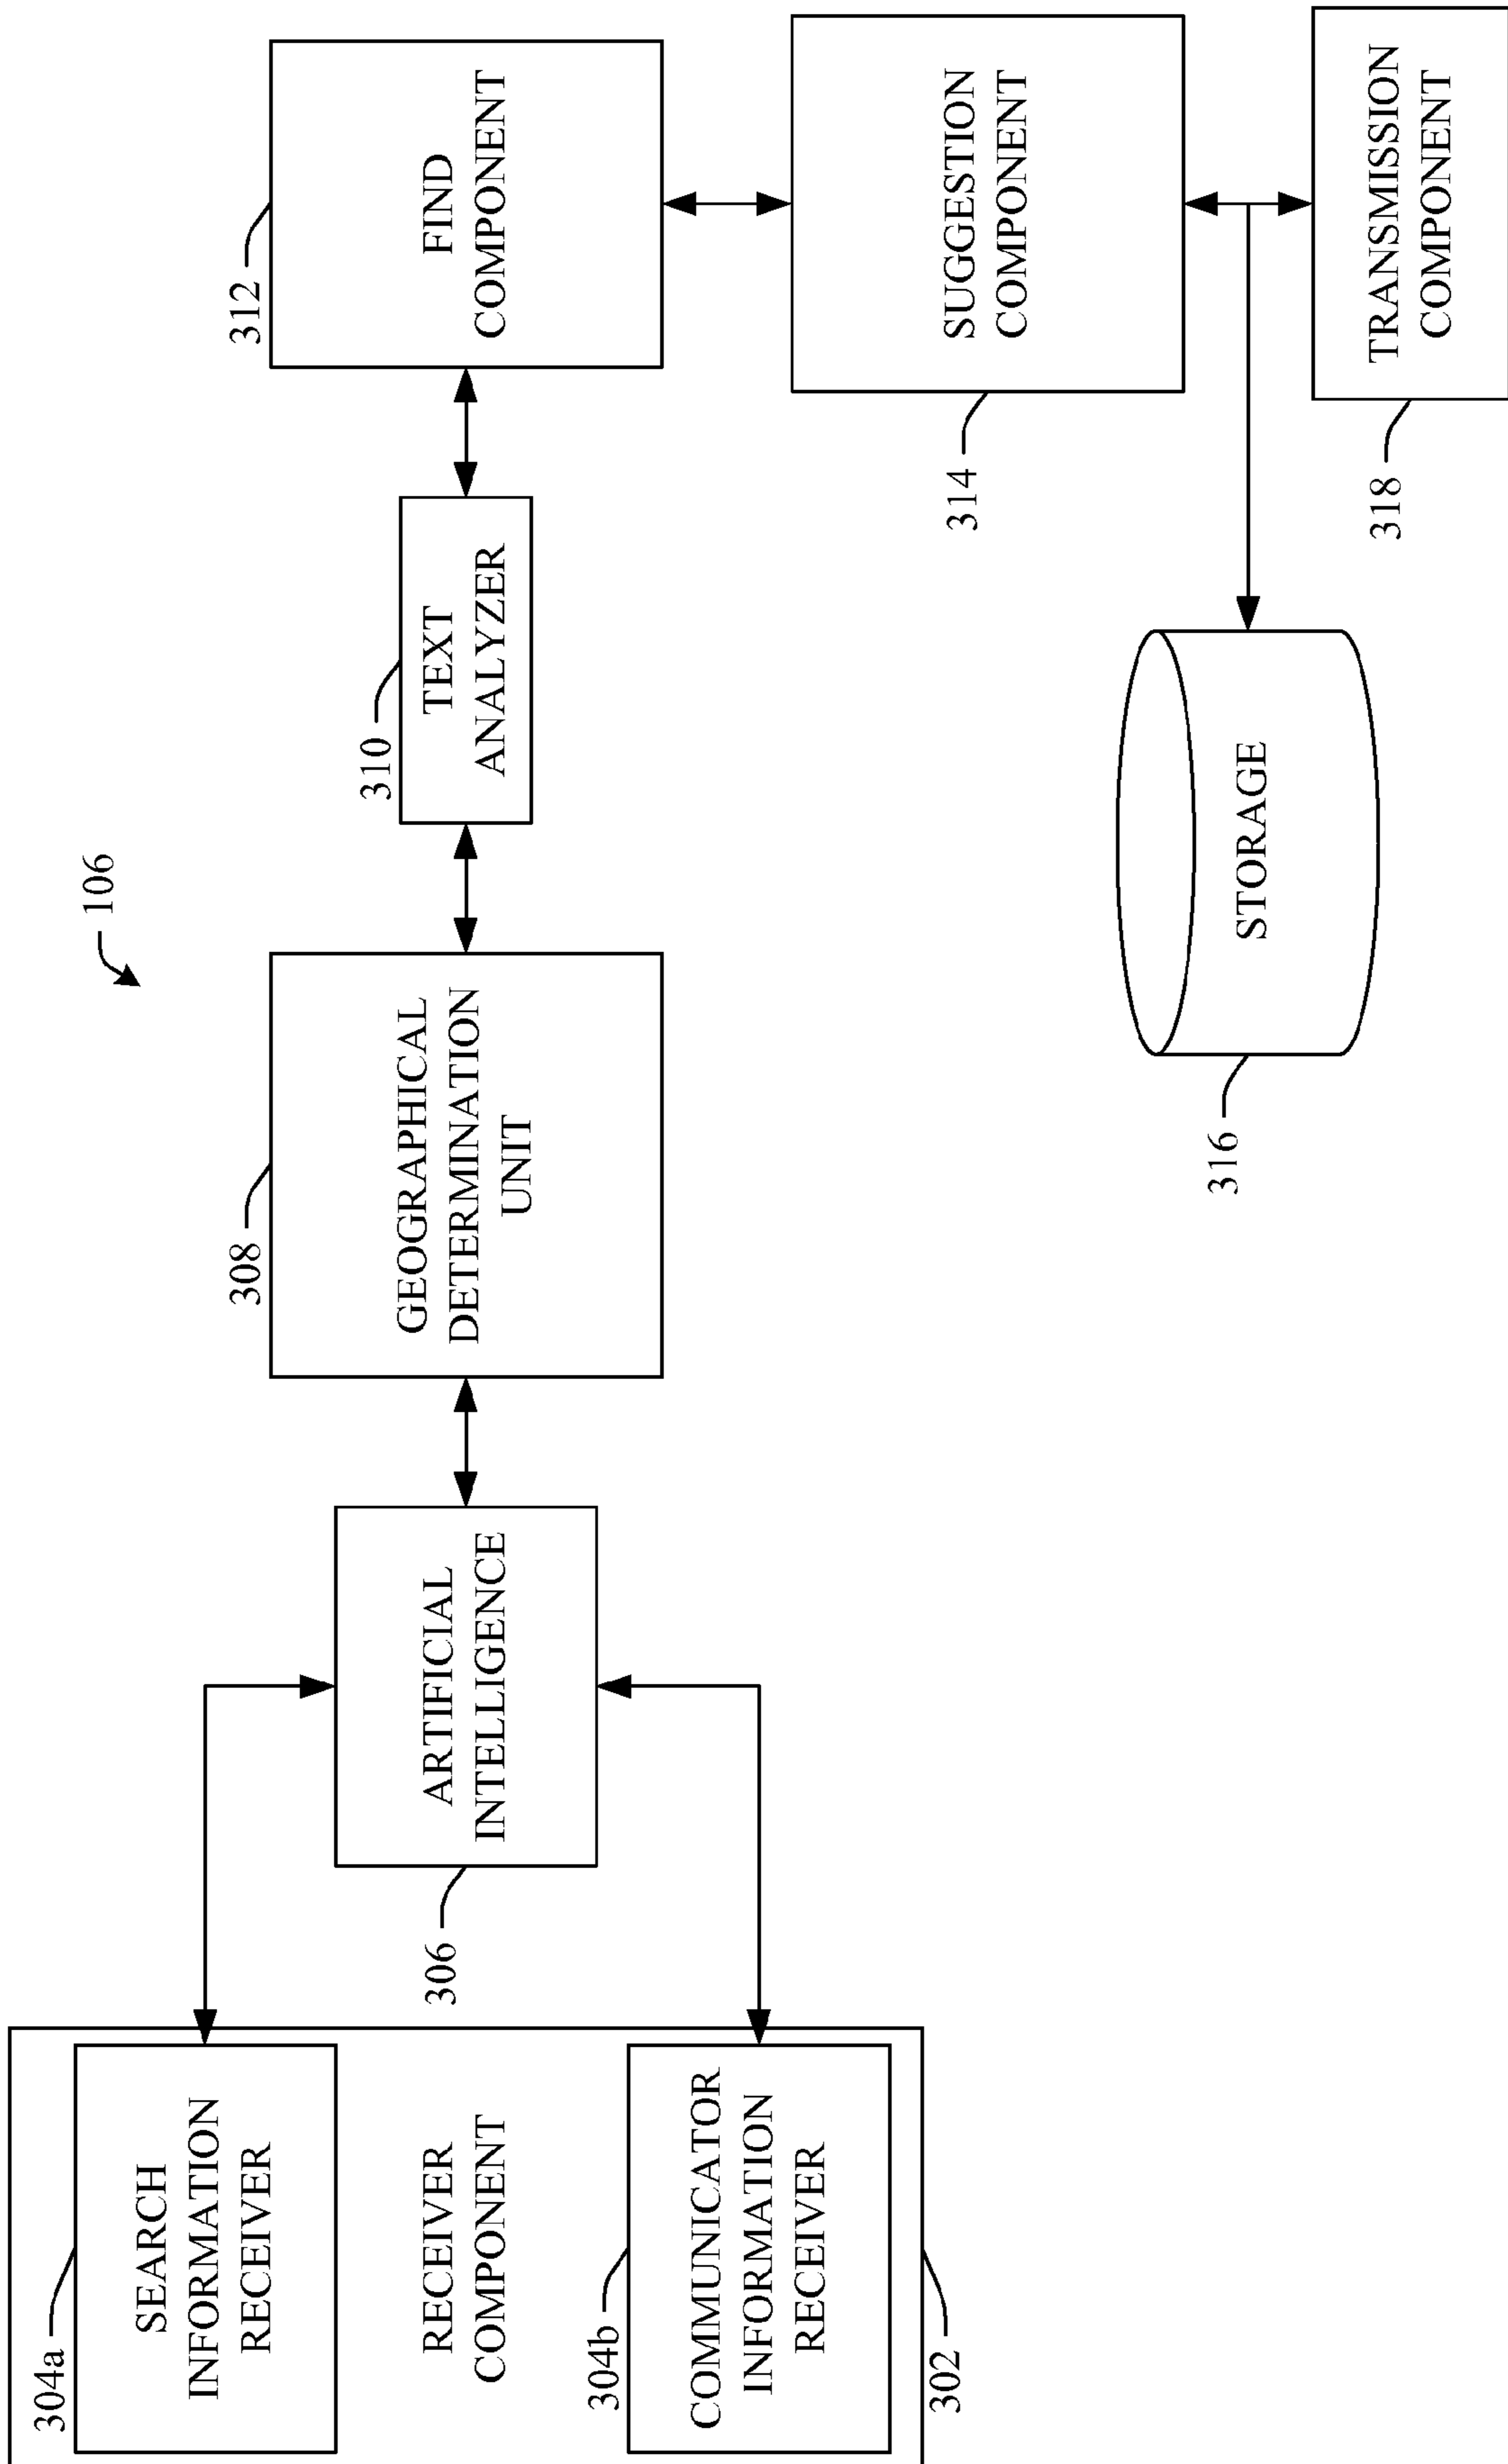 106
304a
SEARCH
INFORMATION
RECEIVER
RECEIVER
COMPONENT
304b
COMMUNICATOR
INFORMATION
RECEIVER
302
306
ARTIFICIAL
INTELLIGENCE
308
GEOGRAPHICAL
DETERMINATION
UNIT
310
TEXT
ANALYZER
312
FIND
COMPONENT
314
SUGGESTION
COMPONENT
316
STORAGE
318
TRANSMISSION
COMPONENT